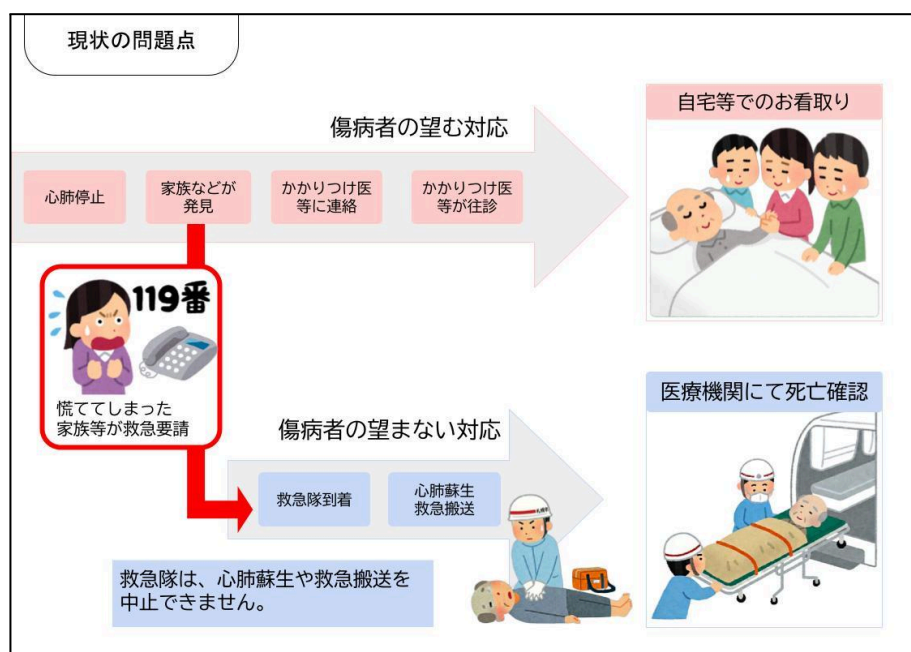 現状の問題点
傷病者の望む対応
心肺停止
家族などが
発見
かかりつけ医
等に連絡
かかりつけ医
等が往診
自宅等でのお看取り
119番
慌ててしまった
家族等が救急要請
傷病者の望まない対応
救急隊到着
心肺蘇生
救急搬送
医療機関にて死亡確認
救急隊は、心肺蘇生や救急搬送を
中止できません。